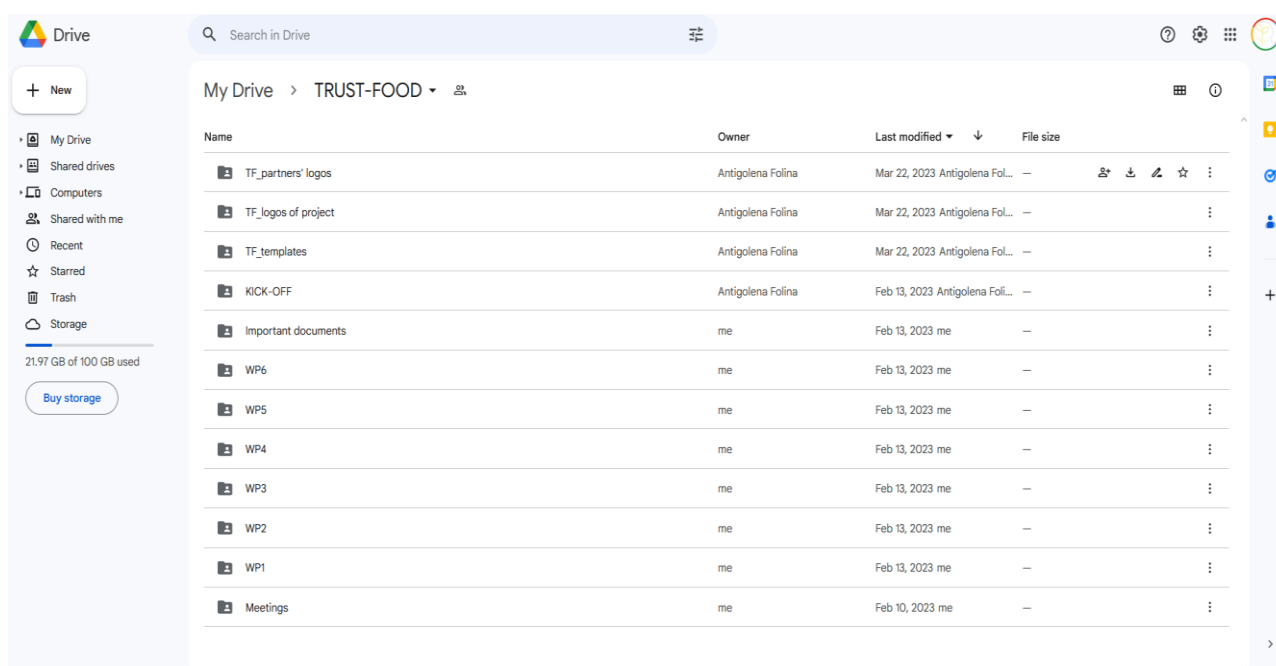 Drive
Search in Drive
New
My Drive
Shared drives
Computers
Shared with me
Recent
Starred
Trash
Storage
21.97 GB of 100 GB used
Buy storage
My Drive > TRUST-FOOD
Name Owner Last modified File size
TF_partners' logos Antigolena Folina Mar 22, 2023 Antigolena Fol... —
TF_logos of project Antigolena Folina Mar 22, 2023 Antigolena Fol... —
TF_templates Antigolena Folina Mar 22, 2023 Antigolena Fol... —
KICK-OFF Antigolena Folina Feb 13, 2023 Antigolena Foli... —
Important documents me Feb 13, 2023 me —
WP6 me Feb 13, 2023 me —
WP5 me Feb 13, 2023 me —
WP4 me Feb 13, 2023 me —
WP3 me Feb 13, 2023 me —
WP2 me Feb 13, 2023 me —
WP1 me Feb 13, 2023 me —
Meetings me Feb 10, 2023 me —
31